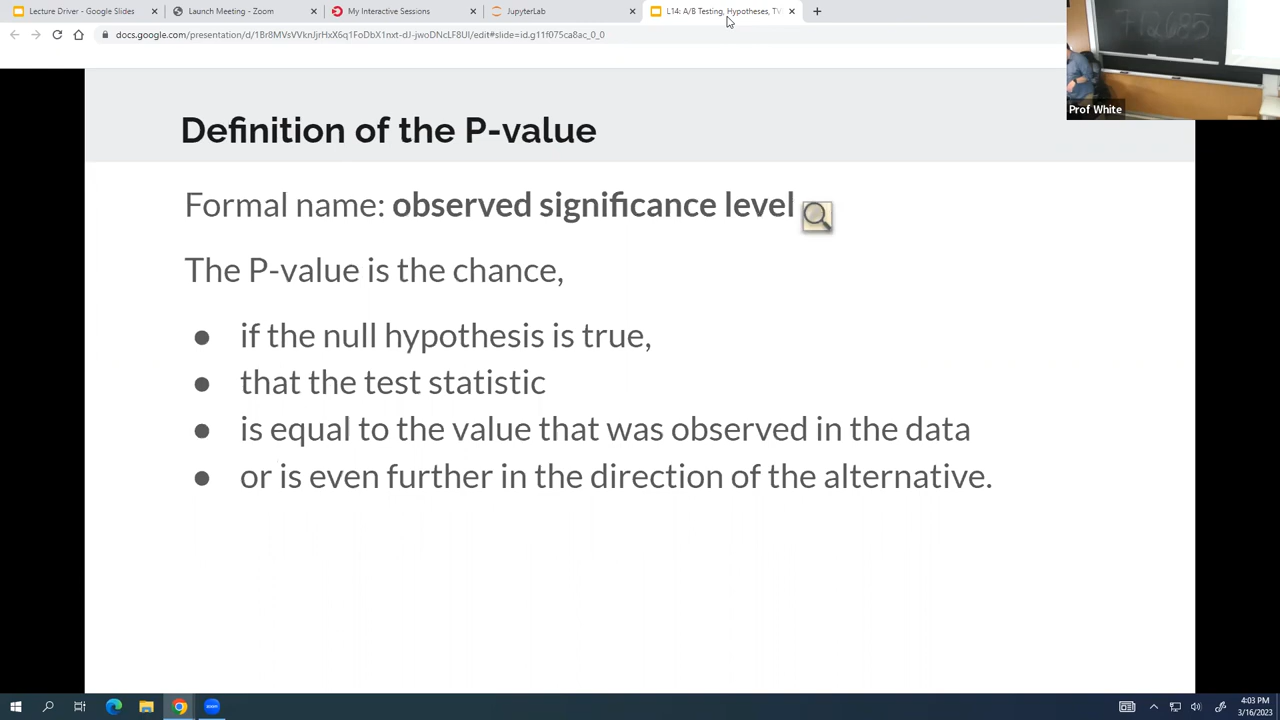 Lecture Driver - Google Slides
Launch Meeting - Zoom
My Interactive Sessions
JupyterLab
L14: A/B Testing, Hypotheses, TV
docs.google.com/presentation/d/1Br8MVsVVknJjrHxX6q1FoDbX1nxt-dJ-jwoDNcLF8UI/edit#slide=id.g11f075ca8ac_0_0
712685
Prof White
Definition of the P-value
Formal name: observed significance level
The P-value is the chance,
● if the null hypothesis is true,
● that the test statistic
● is equal to the value that was observed in the data
● or is even further in the direction of the alternative.
4:03 PM
3/16/2023